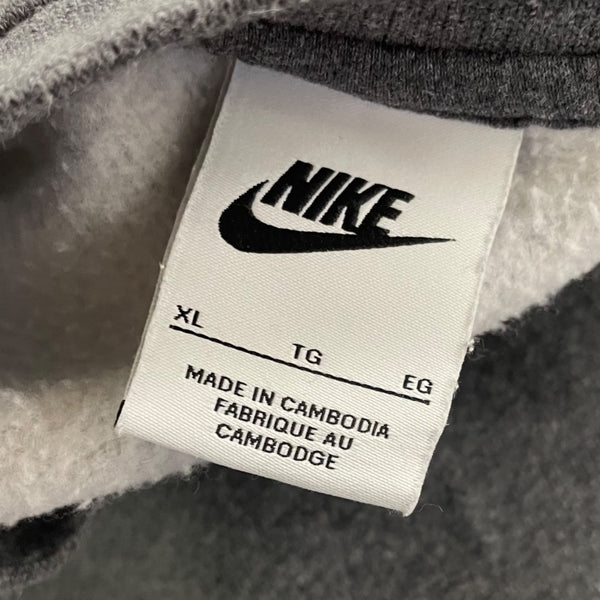 NIKE
XL TG EG
MADE IN CAMBODIA
FABRIQUE AU
CAMBODGE